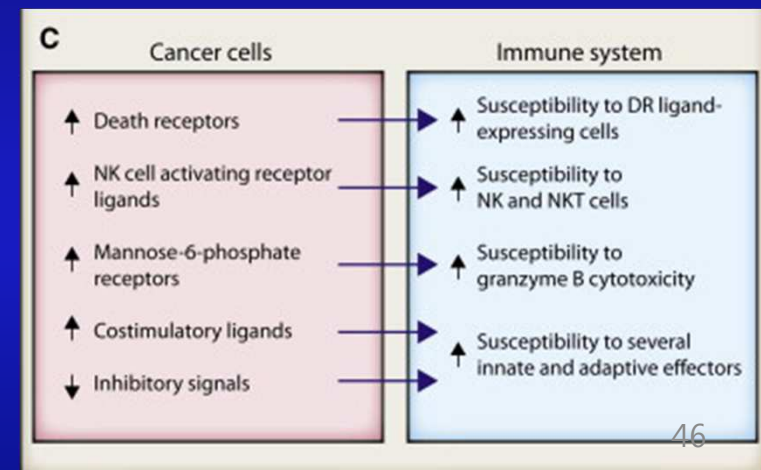 C
Cancer cells
Immune system
Death receptors
Susceptibility to DR ligand-
expressing cells
NK cell activating receptor
ligands
Susceptibility to
NK and NKT cells
Mannose-6-phosphate
receptors
Susceptibility to
granzyme B cytotoxicity
Costimulatory ligands
Inhibitory signals
Susceptibility to several
innate and adaptive effectors
46